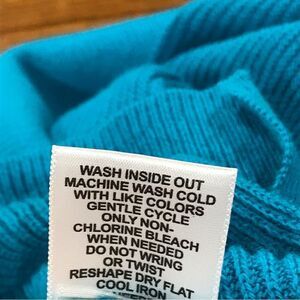 WASH INSIDE OUT
MACHINE WASH COLD
WITH LIKE COLORS
GENTLE CYCLE
ONLY NON-
CHLORINE BLEACH
WHEN NEEDED
DO NOT WRING
OR TWIST
RESHAPE DRY FLAT
COOL IRON